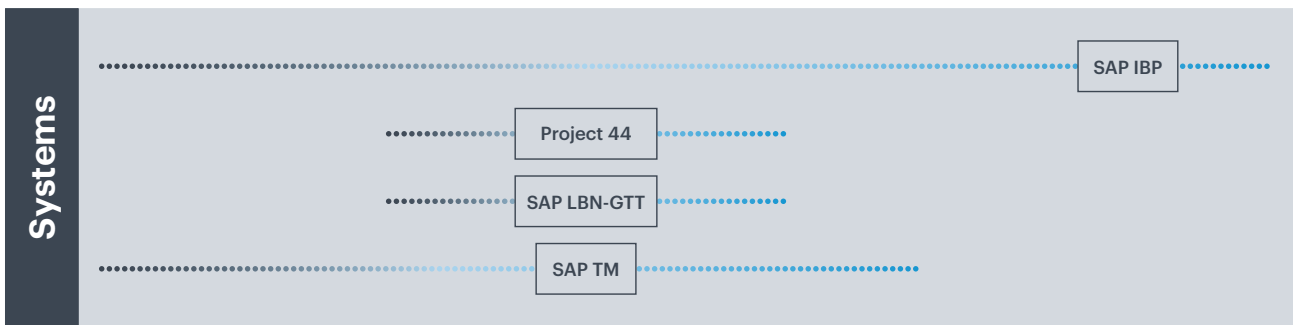 Systems
SAP IBP
Project 44
SAP LBN-GTT
SAP TM